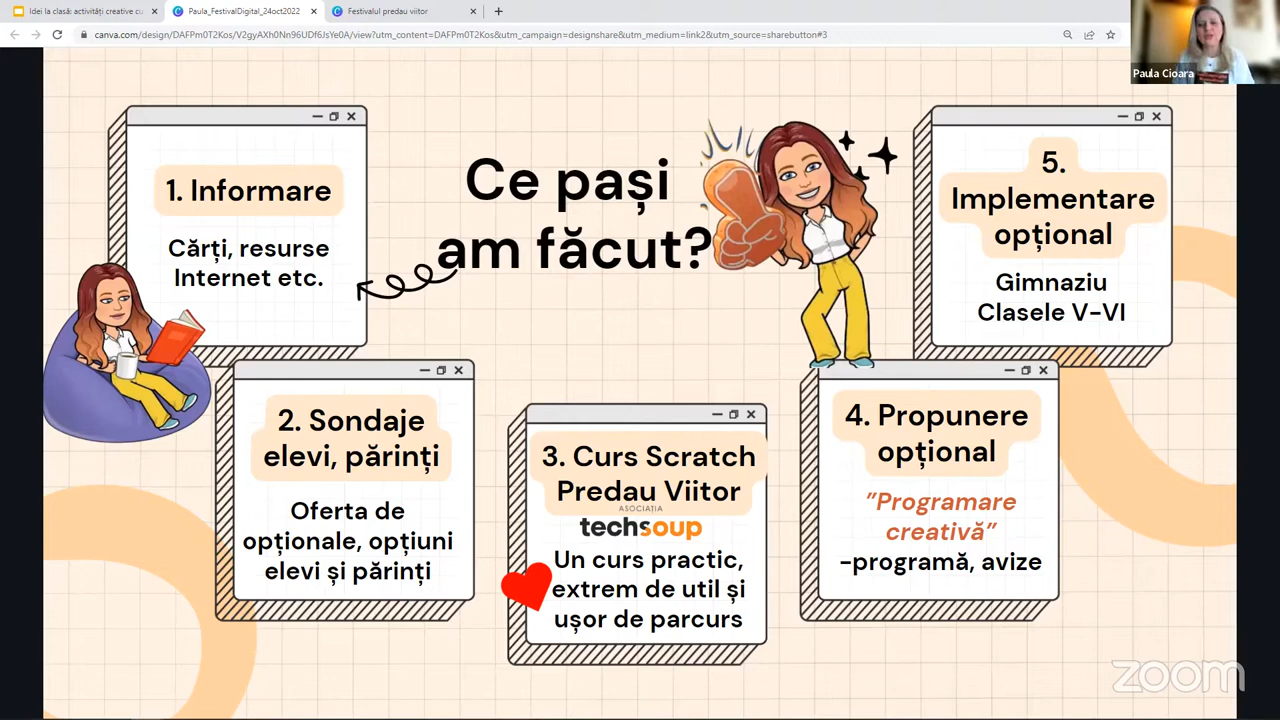 Idei la clasă: activități creative cu
Paula_FestivalDigital_24oct2022
Festivalul predau viitor
canva.com/design/DAFPm0T2Kos/V2gyAXh0Nn96UDf6JsYe0A/view?utm_content=DAFPm0T2Kos&utm_campaign=designshare&utm_medium=link2&utm_source=sharebutton#3
Paula Cioara
Ce pași
am făcut?
1. Informare
Cărți, resurse
Internet etc.
2. Sondaje
elevi, părinți
Oferta de
opționale, opțiuni
elevi și părinți
3. Curs Scratch
Predau Viitor
ASOCIAȚIA
techsoup
Un curs practic,
extrem de util și
ușor de parcurs
4. Propunere
opțional
”Programare
creativă”
-programă, avize
5.
Implementare
opțional
Gimnaziu
Clasele V-VI
zoom